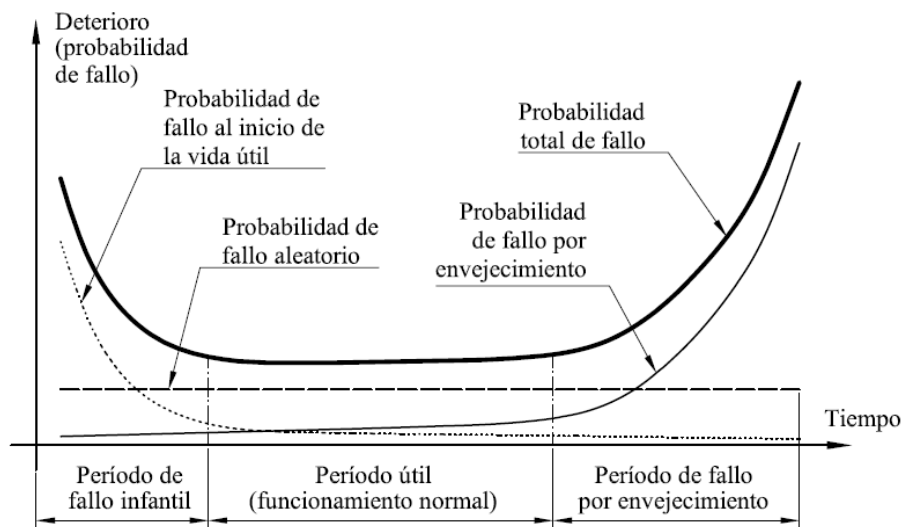 Deterioro
(probabilidad
de fallo)
Probabilidad de
fallo al inicio de
la vida útil
Probabilidad
total de fallo
Probabilidad de
fallo aleatorio
Probabilidad
de fallo por
envejecimiento
Tiempo
Período de
fallo infantil
Período útil
(funcionamiento normal)
Período de fallo
por envejecimiento